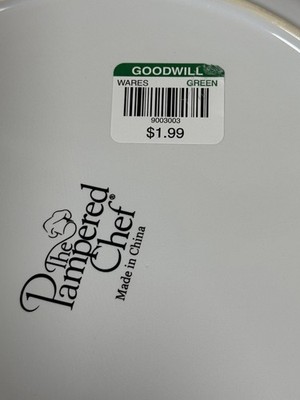 GOODWILL
WARES GREEN
9003003
$1.99
The
Pampered
Chef®
Made in China